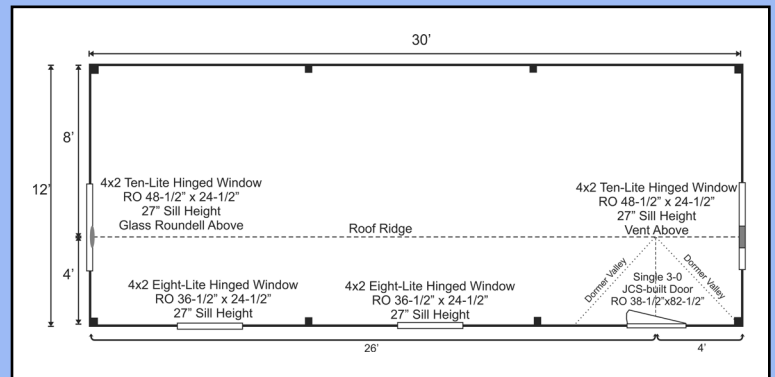 30’
8’
12’
4’
4x2 Ten-Lite Hinged Window
RO 48-1/2” x 24-1/2”
27” Sill Height
Glass Roundell Above
4x2 Ten-Lite Hinged Window
RO 48-1/2” x 24-1/2”
27” Sill Height
Vent Above
Roof Ridge
4x2 Eight-Lite Hinged Window
RO 36-1/2” x 24-1/2”
27” Sill Height
4x2 Eight-Lite Hinged Window
RO 36-1/2” x 24-1/2”
27” Sill Height
Dormer Valley
Single 3-0
JCS-built Door
RO 38-1/2”x82-1/2”
Dormer Valley
26’
4’